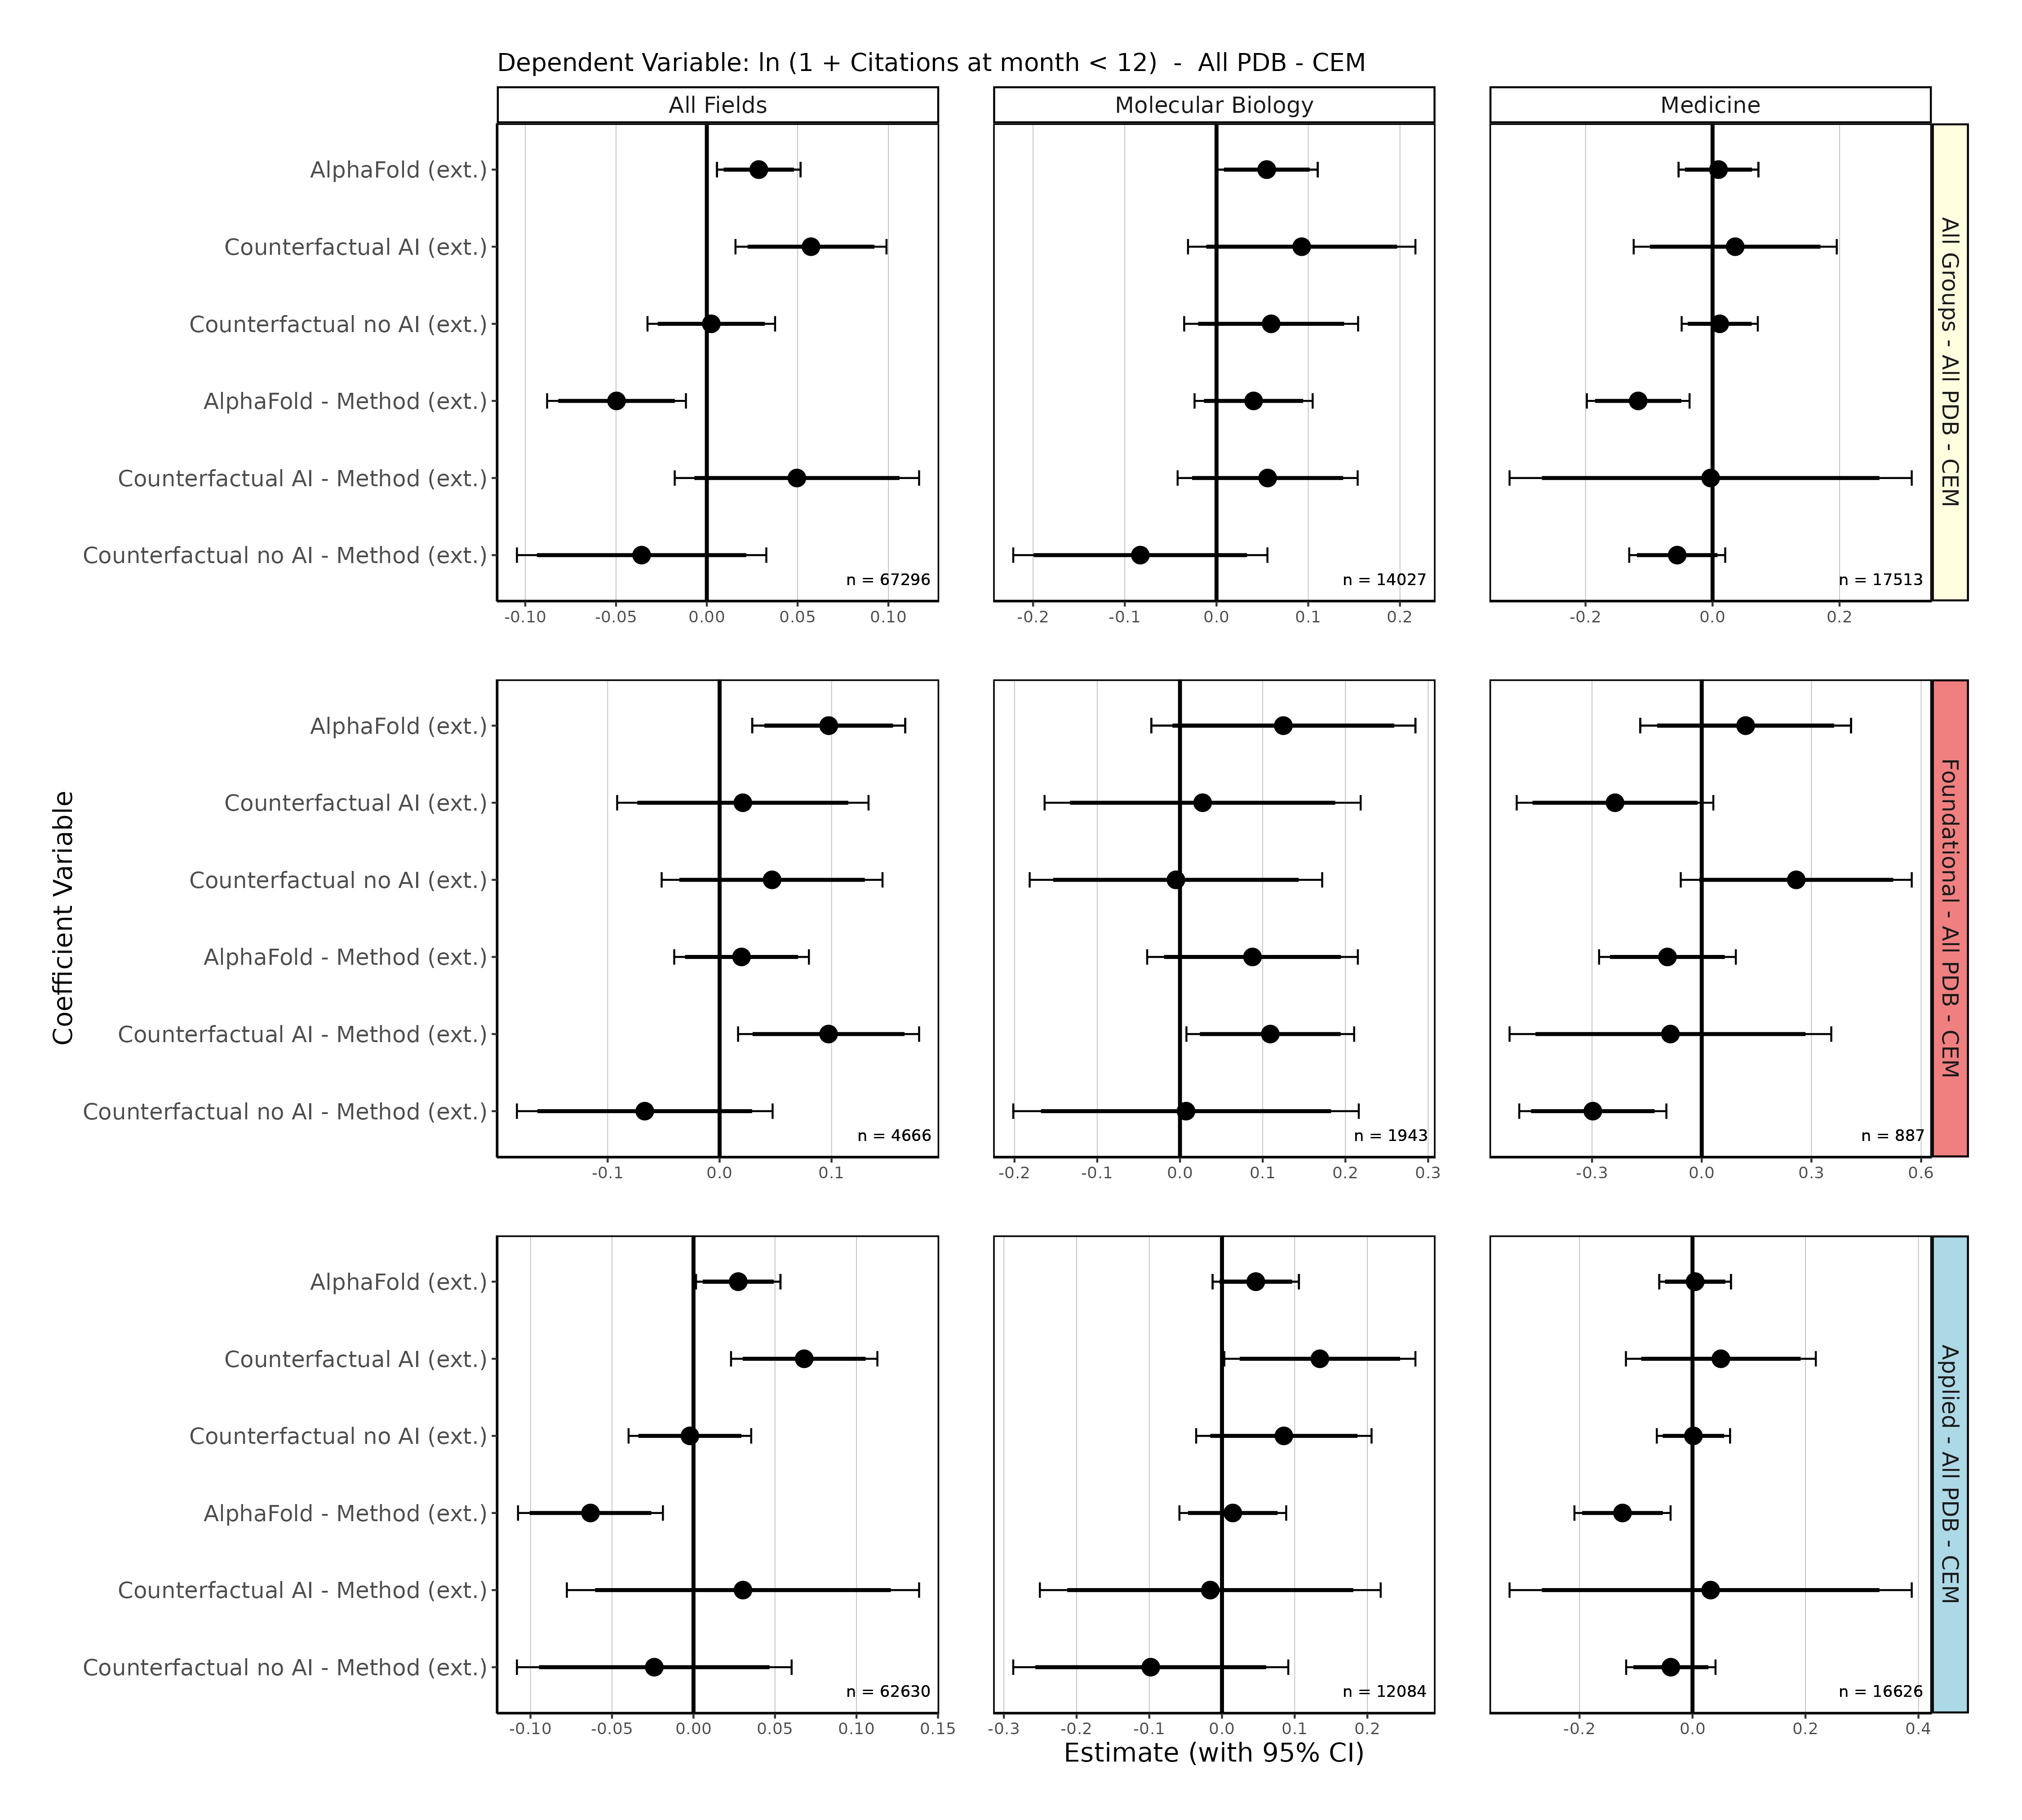 Dependent Variable: ln (1 + Citations at month < 12)  -  All PDB - CEM
All Fields
Molecular Biology
Medicine
AlphaFold (ext.)
Counterfactual AI (ext.)
Counterfactual no AI (ext.)
AlphaFold - Method (ext.)
Counterfactual AI - Method (ext.)
Counterfactual no AI - Method (ext.)
n = 67296
n = 14027
n = 17513
-0.10 -0.05 0.00 0.05 0.10
-0.2 -0.1 0.0 0.1 0.2
-0.2 0.0 0.2
All Groups - All PDB - CEM
Coefficient Variable
AlphaFold (ext.)
Counterfactual AI (ext.)
Counterfactual no AI (ext.)
AlphaFold - Method (ext.)
Counterfactual AI - Method (ext.)
Counterfactual no AI - Method (ext.)
n = 4666
n = 1943
n = 887
-0.1 0.0 0.1
-0.2 -0.1 0.0 0.1 0.2 0.3
-0.3 0.0 0.3 0.6
Foundational - All PDB - CEM
AlphaFold (ext.)
Counterfactual AI (ext.)
Counterfactual no AI (ext.)
AlphaFold - Method (ext.)
Counterfactual AI - Method (ext.)
Counterfactual no AI - Method (ext.)
n = 62630
n = 12084
n = 16626
-0.10 -0.05 0.00 0.05 0.10 0.15
-0.3 -0.2 -0.1 0.0 0.1 0.2
-0.2 0.0 0.2 0.4
Applied - All PDB - CEM
Estimate (with 95% CI)